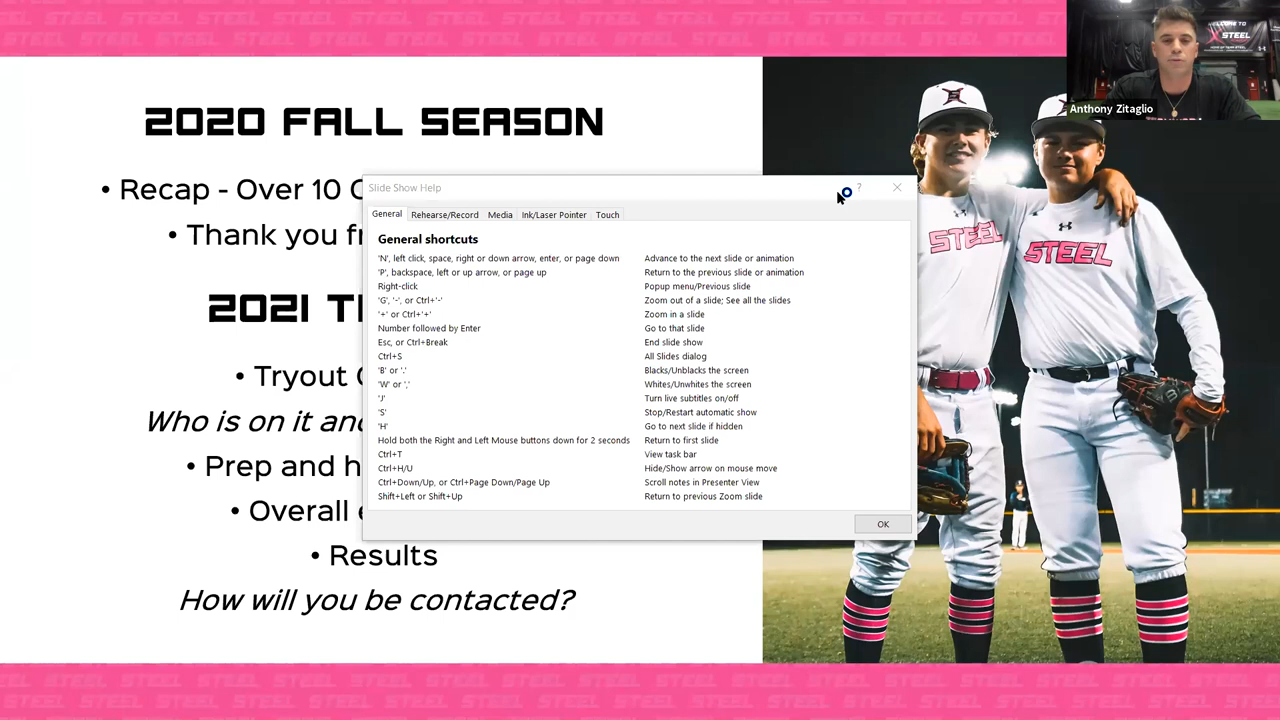 2020 FALL SEASON
• Recap - Over 10
• Thank you
2021
• Tryout
Who is on it
• Prep and
• Overall
• Results
How will you be contacted?
Slide Show Help
?
General Rehearse/Record Media Ink/Laser Pointer Touch
General shortcuts
'N', left click, space, right or down arrow, enter, or page down Advance to the next slide or animation
'P', backspace, left or up arrow, or page up Return to the previous slide or animation
Right-click Popup menu/Previous slide
'G', '-', or Ctrl+'-' Zoom out of a slide; See all the slides
'+' or Ctrl+'+' Zoom in a slide
Number followed by Enter Go to that slide
Esc, or Ctrl+Break End slide show
Ctrl+S All Slides dialog
'B' or '.' Blacks/Unblacks the screen
'W' or ',' Whites/Unwhites the screen
'J' Turn live subtitles on/off
'S' Stop/Restart automatic show
'H' Go to next slide if hidden
Hold both the Right and Left Mouse buttons down for 2 seconds Return to first slide
Ctrl+T View task bar
Ctrl+H/U Hide/Show arrow on mouse move
Ctrl+Down/Up, or Ctrl+Page Down/Page Up Scroll notes in Presenter View
Shift+Left or Shift+Up Return to previous Zoom slide
OK
STEEL
Anthony Zitaglio
STEEL
STEEL